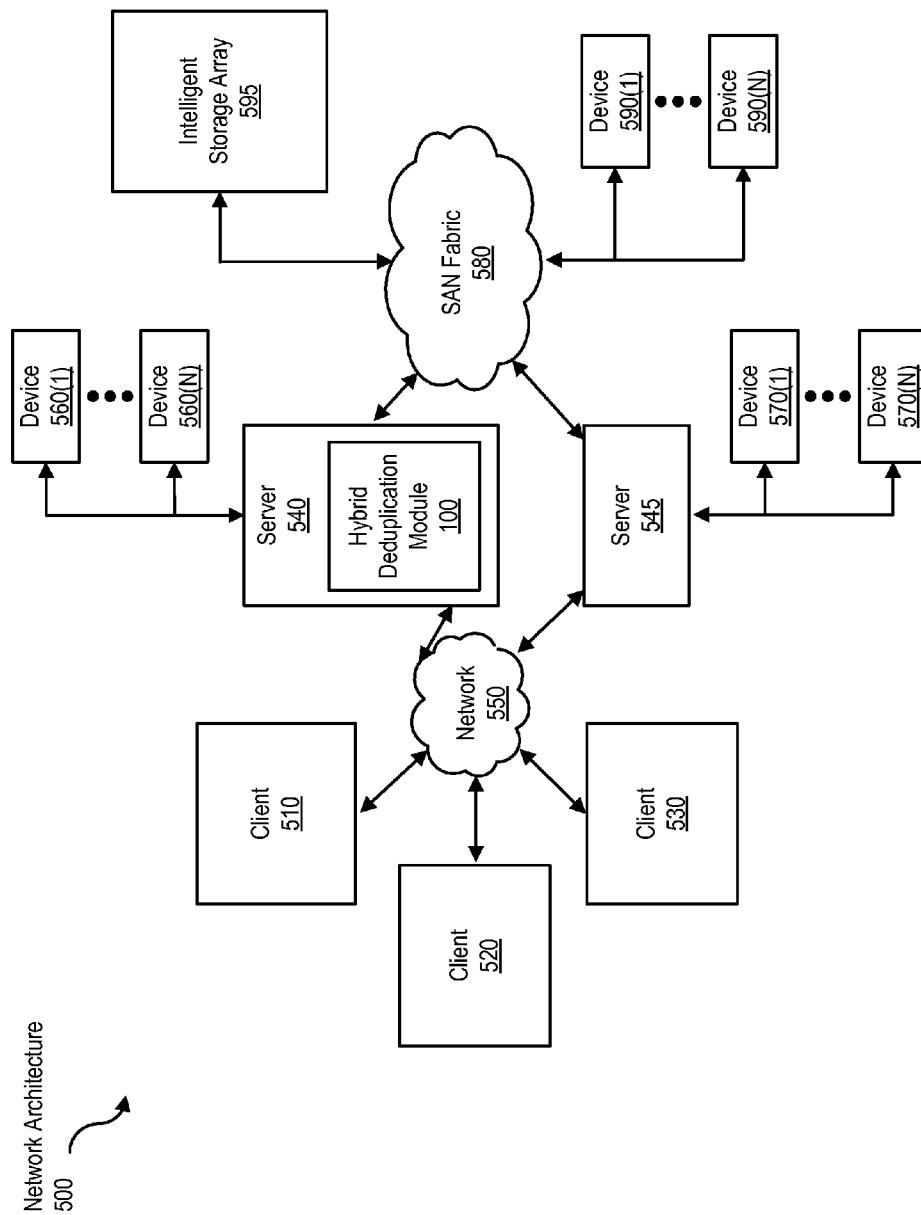 Network Architecture
500
Client
510
Client
520
Client
530
Network
550
Server
540
Hybrid
Deduplication
Module
100
Server
545
Device
560(1)
Device
560(N)
Device
570(1)
Device
570(N)
SAN Fabric
580
Intelligent
Storage Array
595
Device
590(1)
Device
590(N)